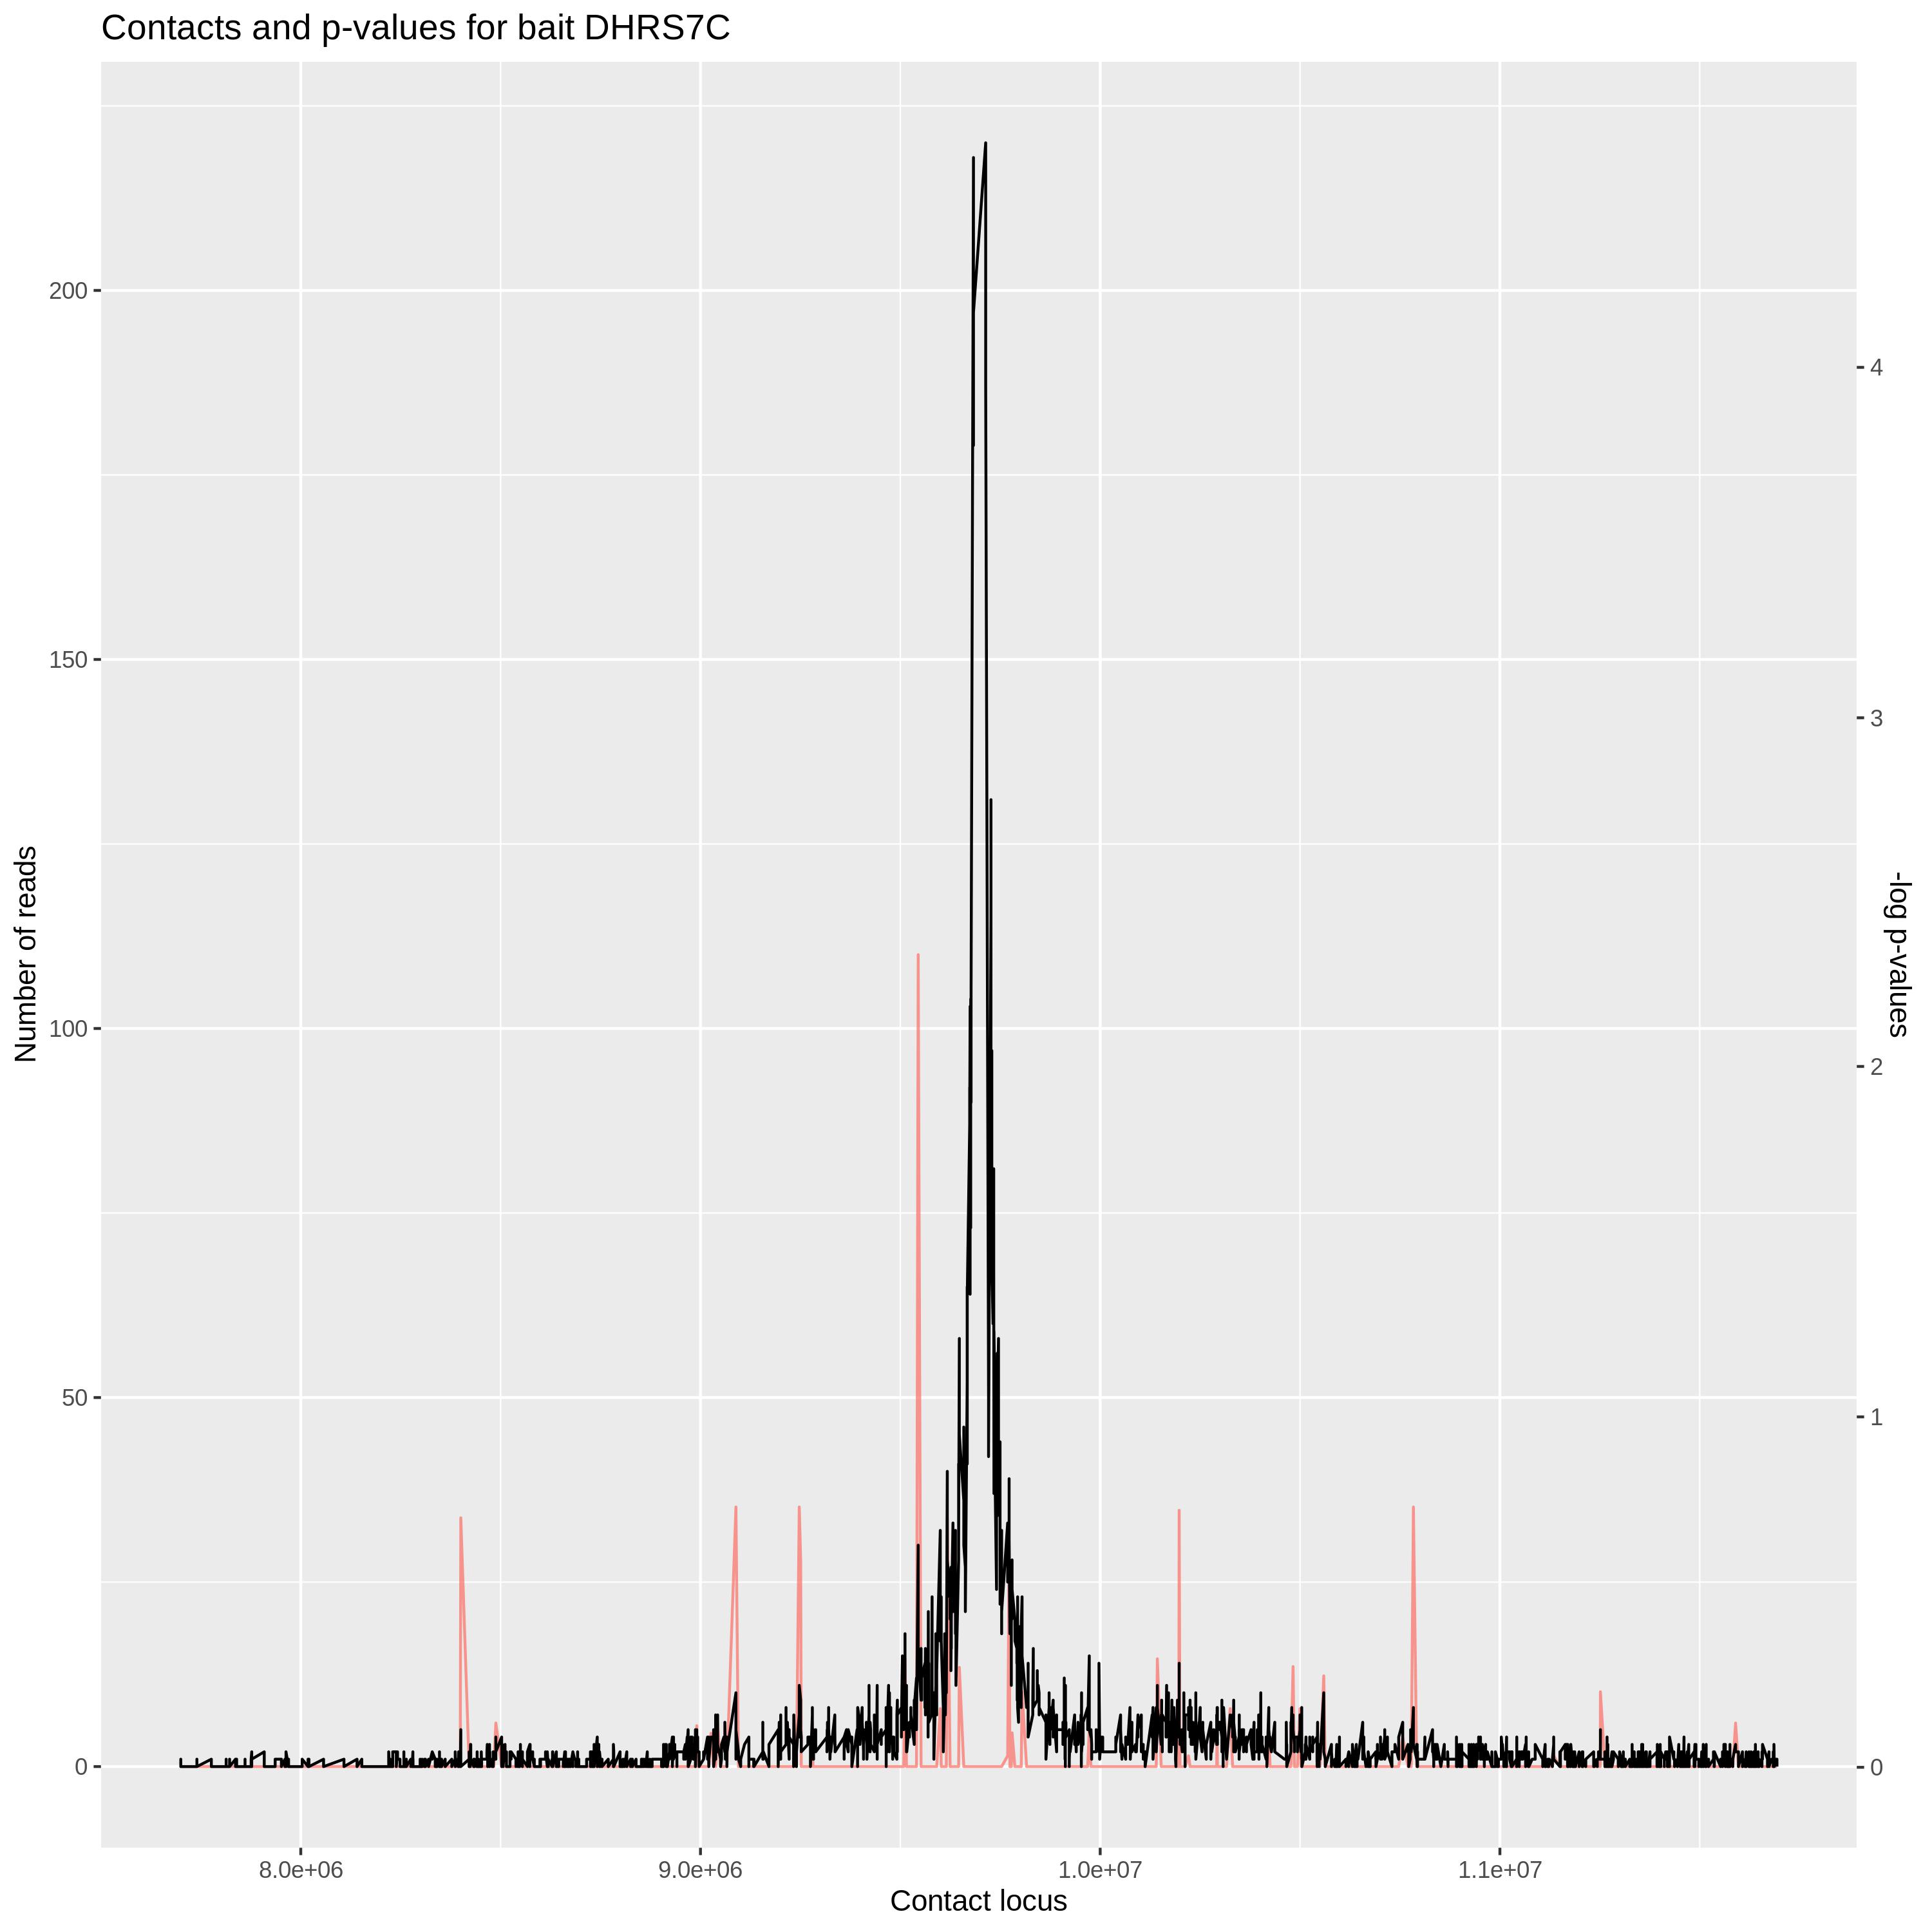 Contacts and p-values for bait DHRS7C
Number of reads
200
150
100
50
0
4
3
2
1
0
-log p-values
8.0e+06
9.0e+06
1.0e+07
1.1e+07
Contact locus